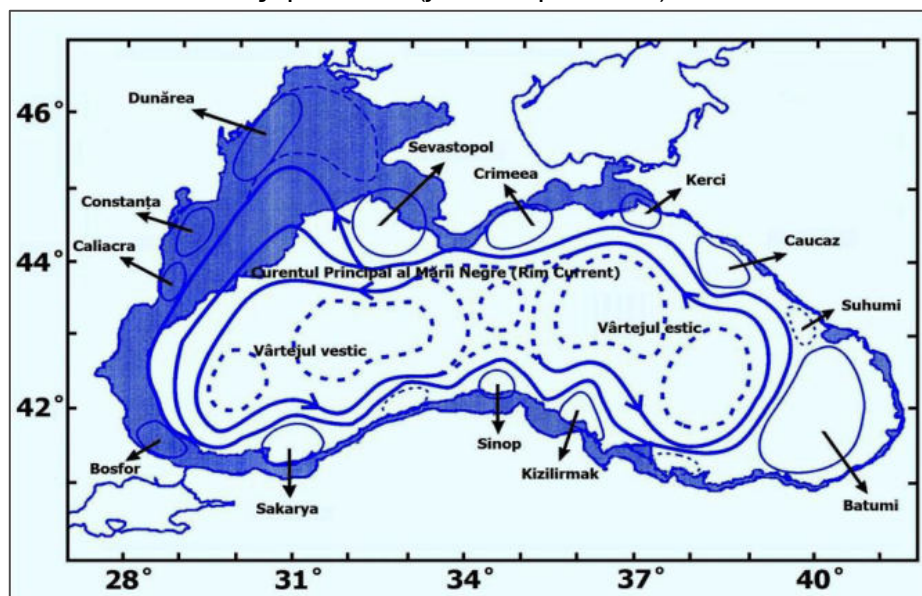 46°
44°
42°
Dunărea
Sevastopol
Crimeea
Kerci
Constanța
Caliacra
Caucaz
Curentul Principal al Mării Negre (Rim Current)
Suhumi
Vârtejul vestic
Vârtejul estic
Bosfor
Sakarya
Sinop
Kizilirmak
Batumi
28°
31°
34°
37°
40°